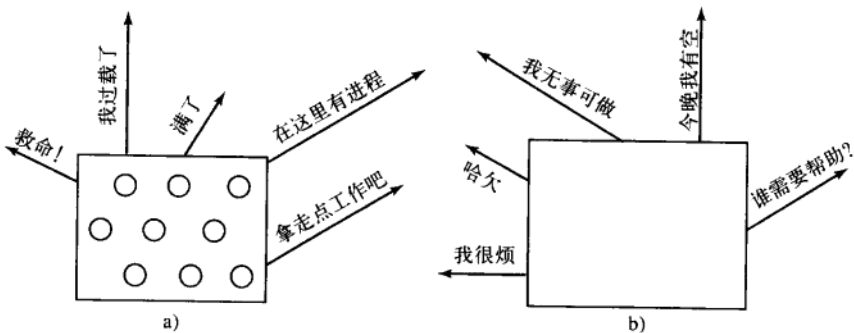 我过载了
满了
救命!
在这里有进程
拿走点工作吧
a)
我无事可做
今晚我有空
哈欠
谁需要帮助?
我很烦
b)